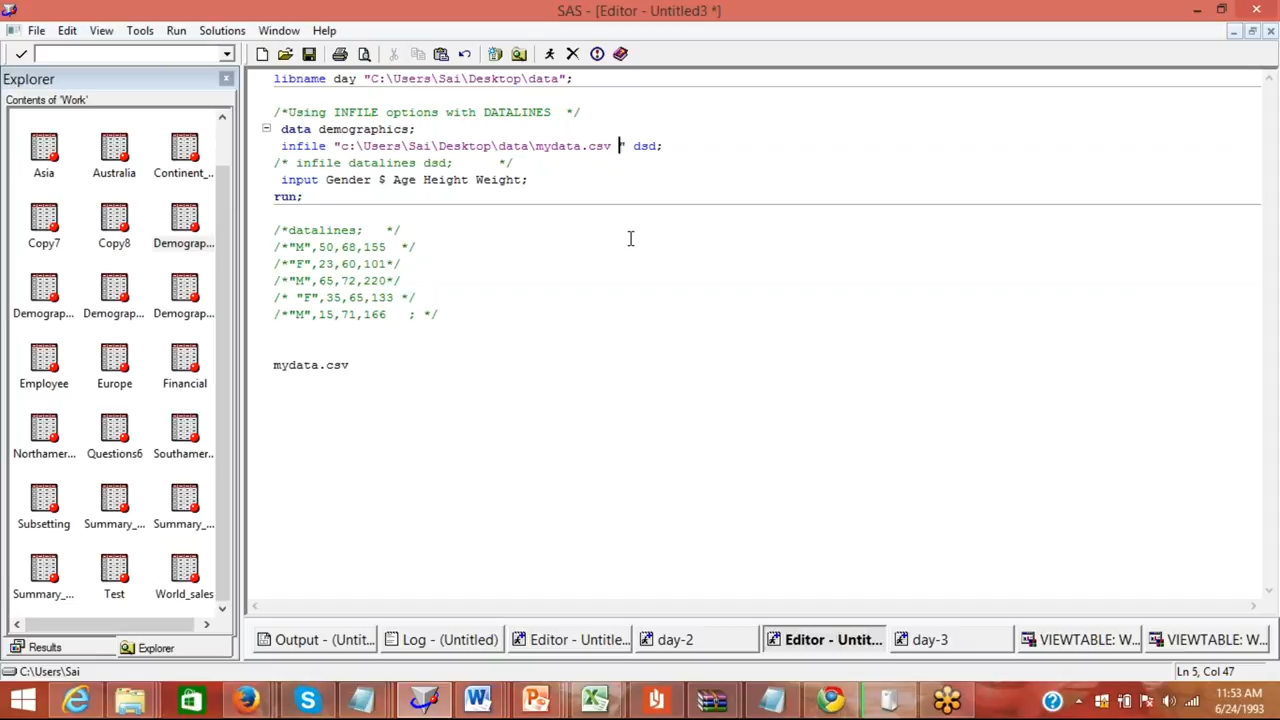 SAS - [Editor - Untitled3 *]
File Edit View Tools Run Solutions Window Help
Explorer
Contents of 'Work'
Asia Australia Continent_...
Copy7 Copy8 Demograp...
Demograp... Demograp... Demograp...
Employee Europe Financial
Northamer... Questions6 Southamer...
Subsetting Summary_... Summary_...
Summary_... Test World_sales
Results Explorer
libname day "C:\Users\Sai\Desktop\data";
/*Using INFILE options with DATALINES */
data demographics;
infile "c:\Users\Sai\Desktop\data\mydata.csv " dsd;
/* infile datalines dsd; */
input Gender $ Age Height Weight;
run;
/*datalines; */
/*"M",50,68,155 */
/*"F",23,60,101*/
/*"M",65,72,220*/
/* "F",35,65,133 */
/*"M",15,71,166 ; */
mydata.csv
Output - (Untit... Log - (Untitled) Editor - Untitle... day-2 Editor - Untit... day-3 VIEWTABLE: W... VIEWTABLE: W...
C:\Users\Sai
Ln 5, Col 47
11:53 AM
6/24/1993